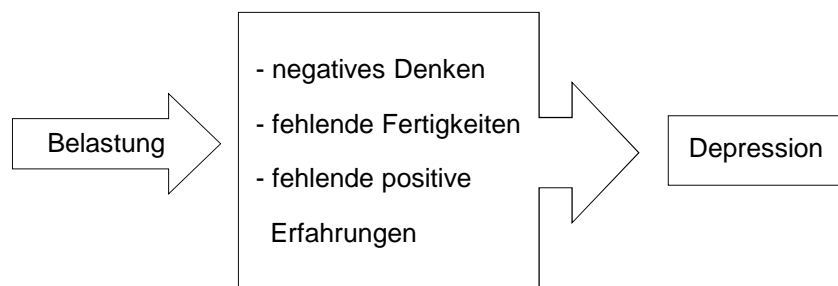 Belastung
- negatives Denken
- fehlende Fertigkeiten
- fehlende positive
Erfahrungen
Depression